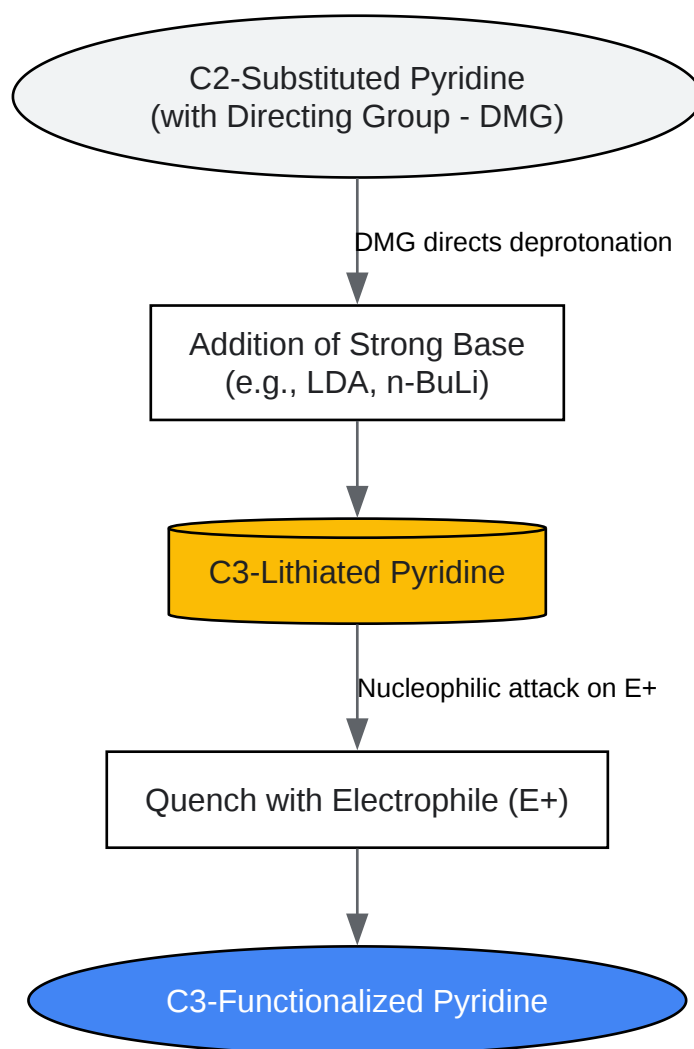 C2-Substituted Pyridine
(with Directing Group - DMG)
DMG directs deprotonation
Addition of Strong Base
(e.g., LDA, n-BuLi)
C3-Lithiated Pyridine
Nucleophilic attack on E+
Quench with Electrophile (E+)
C3-Functionalized Pyridine